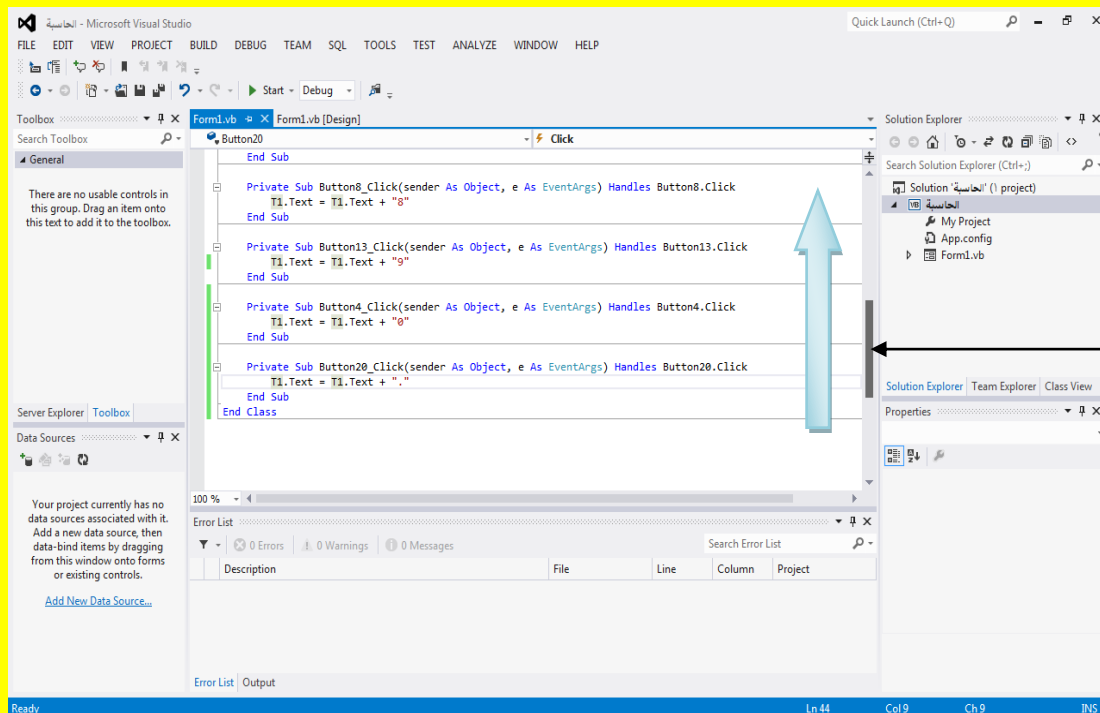 الحاسبة - Microsoft Visual Studio
Quick Launch (Ctrl+Q)
FILE EDIT VIEW PROJECT BUILD DEBUG TEAM SQL TOOLS TEST ANALYZE WINDOW HELP
Start Debug
Toolbox
Search Toolbox
General
There are no usable controls in
this group. Drag an item onto
this text to add it to the toolbox.
Server Explorer Toolbox
Data Sources
Your project currently has no
data sources associated with it.
Add a new data source, then
data-bind items by dragging
from this window onto forms
or existing controls.
Add New Data Source...
Form1.vb Form1.vb [Design]
Button20 Click
End Sub
Private Sub Button8_Click(sender As Object, e As EventArgs) Handles Button8.Click
T1.Text = T1.Text + "8"
End Sub
Private Sub Button13_Click(sender As Object, e As EventArgs) Handles Button13.Click
T1.Text = T1.Text + "9"
End Sub
Private Sub Button4_Click(sender As Object, e As EventArgs) Handles Button4.Click
T1.Text = T1.Text + "0"
End Sub
Private Sub Button20_Click(sender As Object, e As EventArgs) Handles Button20.Click
T1.Text = T1.Text + "."
End Sub
End Class
100 %
Error List
0 Errors 0 Warnings 0 Messages
Search Error List
Description File Line Column Project
Error List Output
Solution Explorer
Search Solution Explorer (Ctrl+;)
Solution 'الحاسبة' (١ project)
VB الحاسبة
My Project
App.config
Form1.vb
Solution Explorer Team Explorer Class View
Properties
Ready Ln 44 Col 9 Ch 9 INS